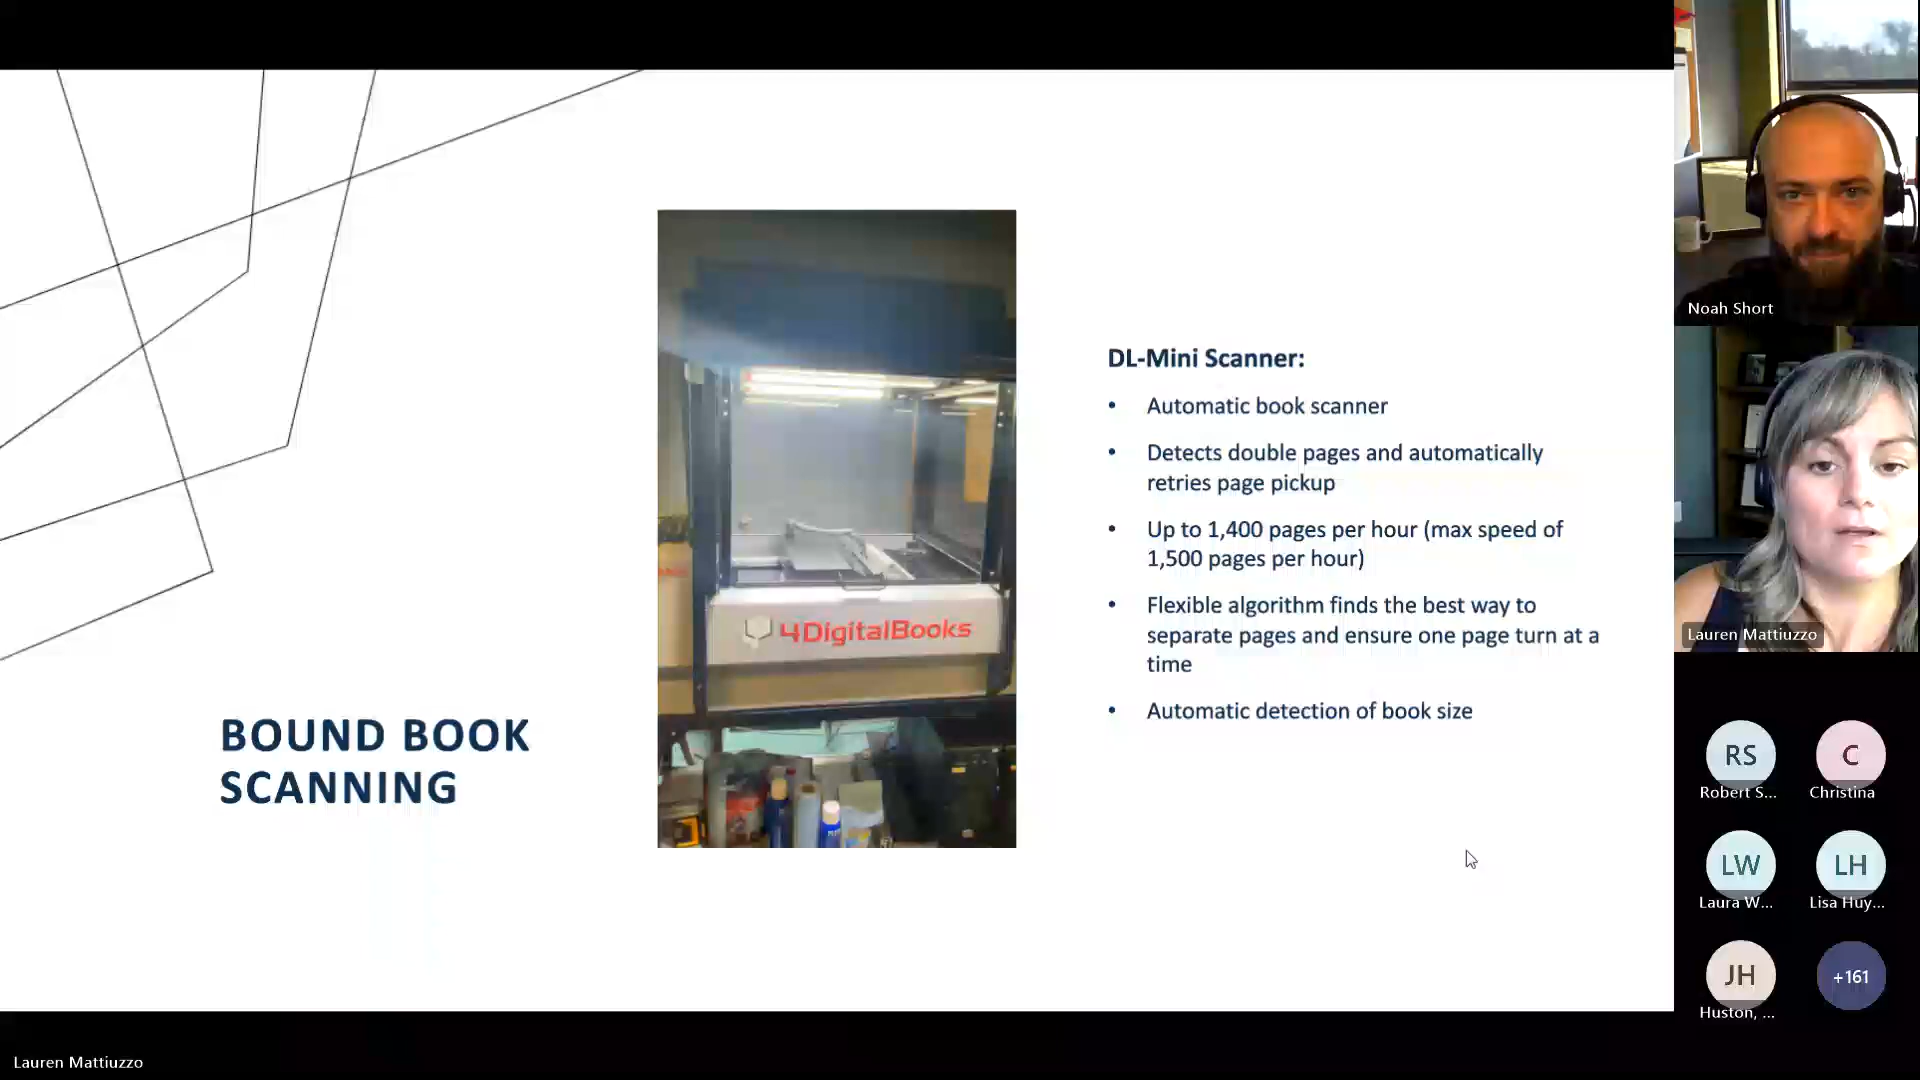 BOUND BOOK
SCANNING
4DigitalBooks
DL-Mini Scanner:
• Automatic book scanner
• Detects double pages and automatically
retries page pickup
• Up to 1,400 pages per hour (max speed of
1,500 pages per hour)
• Flexible algorithm finds the best way to
separate pages and ensure one page turn at a
time
• Automatic detection of book size
Noah Short
Lauren Mattiuzzo
RS
Robert S...
C
Christina
LW
Laura W...
LH
Lisa Huy...
JH
Huston, ...
+161
Lauren Mattiuzzo